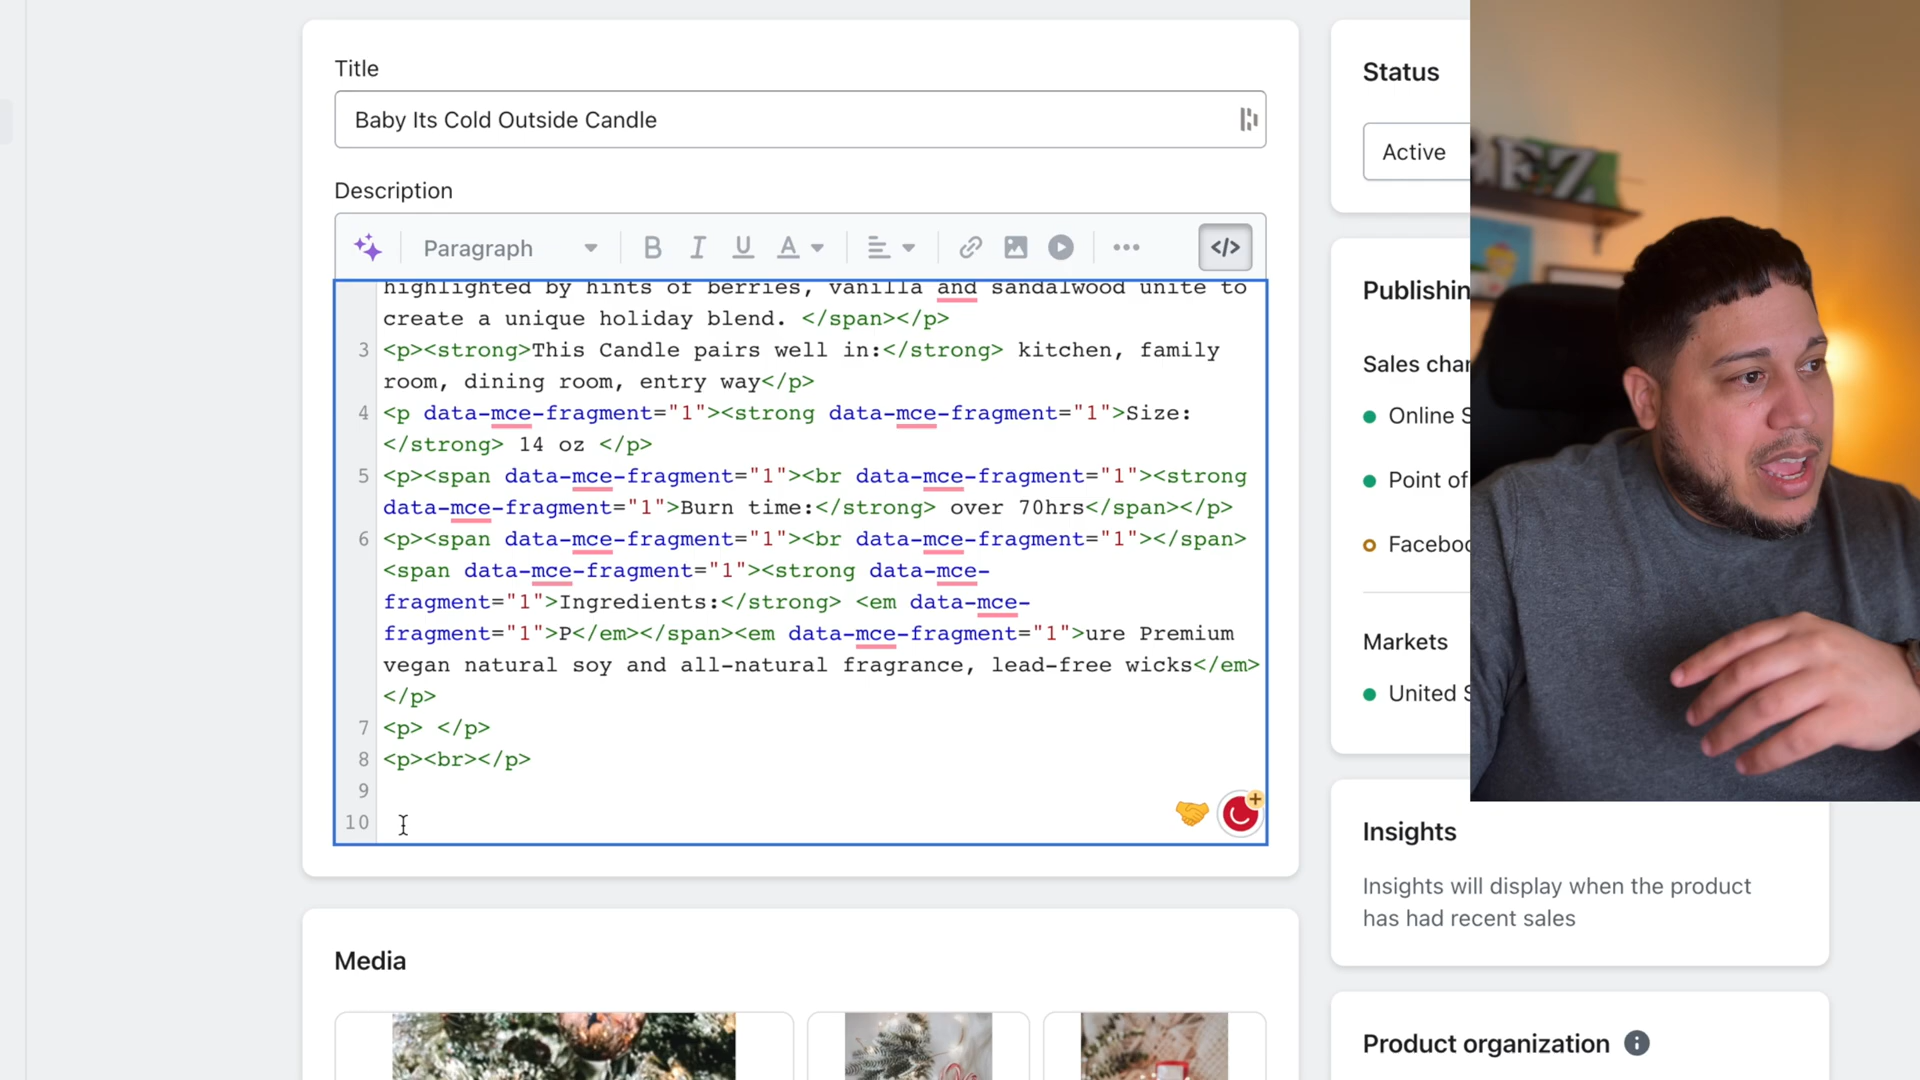 Title
Status
Baby Its Cold Outside Candle
Active
Description
Paragraph
B I U A
</>
Publishin
highlighted by hints of berries, vanilla and sandalwood unite to
create a unique holiday blend. </span></p>
3 <p><strong>This Candle pairs well in:</strong> kitchen, family
room, dining room, entry way</p>
4 <p data-mce-fragment="1"><strong data-mce-fragment="1">Size:
</strong> 14 oz </p>
5 <p><span data-mce-fragment="1"><br data-mce-fragment="1"><strong
data-mce-fragment="1">Burn time:</strong> over 70hrs</span></p>
6 <p><span data-mce-fragment="1"><br data-mce-fragment="1"></span>
<span data-mce-fragment="1"><strong data-mce-
fragment="1">Ingredients:</strong> <em data-mce-
fragment="1">P</em></span><em data-mce-fragment="1">ure Premium
vegan natural soy and all-natural fragrance, lead-free wicks</em>
</p>
7 <p> </p>
8 <p><br></p>
9
10
Sales char
Online S
Point of
Faceboo
Markets
United S
Insights
Insights will display when the product
has had recent sales
Media
Product organization